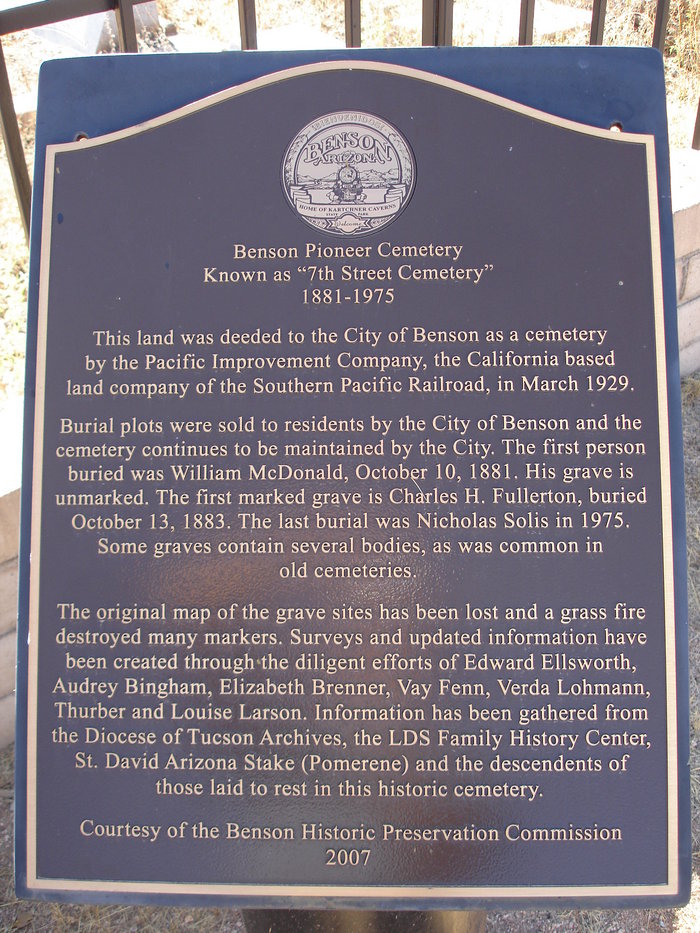 BIENVENIDOS
BENSON
ARIZONA
HOME OF KARTCHNER CAVERNS
STATE PARK
Welcome
Benson Pioneer Cemetery
Known as “7th Street Cemetery”
1881-1975
This land was deeded to the City of Benson as a cemetery
by the Pacific Improvement Company, the California based
land company of the Southern Pacific Railroad, in March 1929.
Burial plots were sold to residents by the City of Benson and the
cemetery continues to be maintained by the City. The first person
buried was William McDonald, October 10, 1881. His grave is
unmarked. The first marked grave is Charles H. Fullerton, buried
October 13, 1883. The last burial was Nicholas Solis in 1975.
Some graves contain several bodies, as was common in
old cemeteries.
The original map of the grave sites has been lost and a grass fire
destroyed many markers. Surveys and updated information have
been created through the diligent efforts of Edward Ellsworth,
Audrey Bingham, Elizabeth Brenner, Vay Fenn, Verda Lohmann,
Thurber and Louise Larson. Information has been gathered from
the Diocese of Tucson Archives, the LDS Family History Center,
St. David Arizona Stake (Pomerene) and the descendents of
those laid to rest in this historic cemetery.
Courtesy of the Benson Historic Preservation Commission
2007